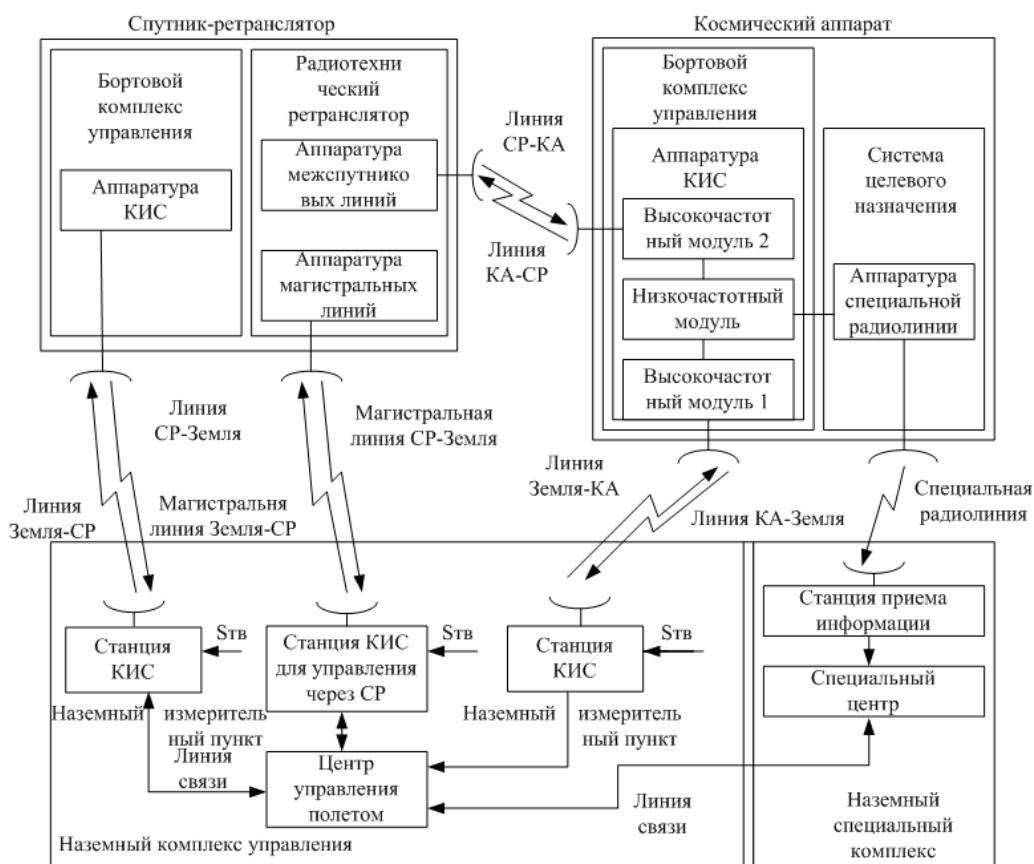 Спутник-ретранслятор
Космический аппарат
Бортовой
комплекс
управления
Радиотехни
ческий
ретранслятор
Бортовой
комплекс
управления
Линия
СР-КА
Аппаратура
межспутнико
вых линий
Аппаратура
КИС
Система
целевого
назначения
Аппаратура
КИС
Высокочастот
ный модуль 2
Линия
КА-СР
Аппаратура
магистральных
линий
Низкочастотный
модуль
Аппаратура
специальной
радиолинии
Высокочастот
ный модуль 1
Линия
СР-Земля
Магистральная
линия СР-Земля
Линия
Земля-КА
Специальная
радиолиния
Линия
Земля-СР
Магистральня
линия Земля-СР
Линия КА-Земля
Станция приема
информации
Станция
КИС
Sтв
Станция КИС
для управления
через СР
Sтв
Станция
КИС
Sтв
Специальный
центр
Наземный
измеритель
ный пункт
Наземный
измеритель
ный пункт
Линия
связи
Центр
управления
полетом
Линия
связи
Наземный
специальный
комплекс
Наземный комплекс управления